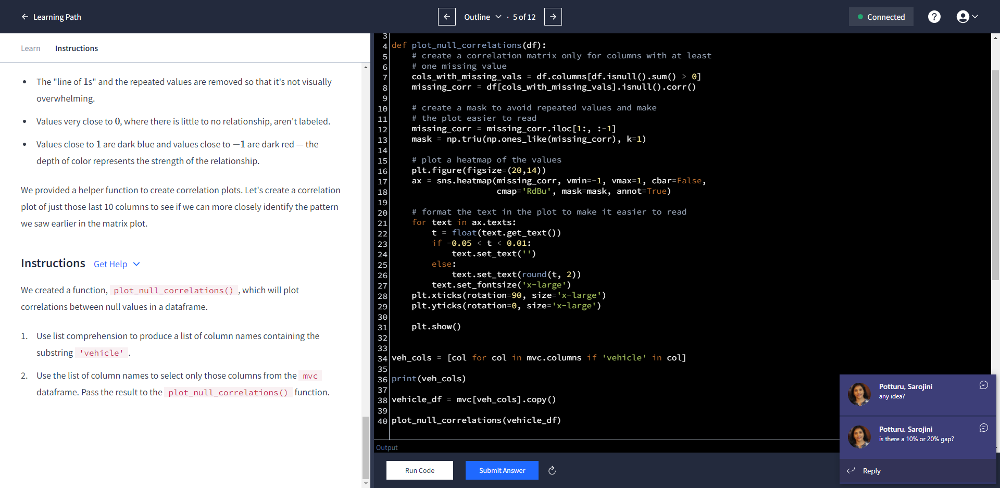 Learning Path
Outline · 5 of 12
Connected
?
Learn Instructions
• The "line of 1s" and the repeated values are removed so that it's not visually
overwhelming.
• Values very close to 0, where there is little to no relationship, aren't labeled.
• Values close to 1 are dark blue and values close to −1 are dark red — the
depth of color represents the strength of the relationship.
We provided a helper function to create correlation plots. Let's create a correlation
plot of just those last 10 columns to see if we can more closely identify the pattern
we saw earlier in the matrix plot.
Instructions Get Help
We created a function, plot_null_correlations() , which will plot
correlations between null values in a dataframe.
1. Use list comprehension to produce a list of column names containing the
substring 'vehicle' .
2. Use the list of column names to select only those columns from the mvc
dataframe. Pass the result to the plot_null_correlations() function.
3
4 def plot_null_correlations(df):
5     # create a correlation matrix only for columns with at least
6     # one missing value
7     cols_with_missing_vals = df.columns[df.isnull().sum() > 0]
8     missing_corr = df[cols_with_missing_vals].isnull().corr()
9
10     # create a mask to avoid repeated values and make
11     # the plot easier to read
12     missing_corr = missing_corr.iloc[1:, :-1]
13     mask = np.triu(np.ones_like(missing_corr), k=1)
14
15     # plot a heatmap of the values
16     plt.figure(figsize=(20,14))
17     ax = sns.heatmap(missing_corr, vmin=-1, vmax=1, cbar=False,
18                      cmap='RdBu', mask=mask, annot=True)
19
20     # format the text in the plot to make it easier to read
21     for text in ax.texts:
22         t = float(text.get_text())
23         if -0.05 < t < 0.01:
24             text.set_text('')
25         else:
26             text.set_text(round(t, 2))
27         text.set_fontsize('x-large')
28     plt.xticks(rotation=90, size='x-large')
29     plt.yticks(rotation=0, size='x-large')
30
31     plt.show()
32
33
34 veh_cols = [col for col in mvc.columns if 'vehicle' in col]
35
36 print(veh_cols)
37
38 vehicle_df = mvc[veh_cols].copy()
39
40 plot_null_correlations(vehicle_df)
Output
Run Code Submit Answer
Potturu, Sarojini
any idea?
Potturu, Sarojini
is there a 10% or 20% gap?
Reply